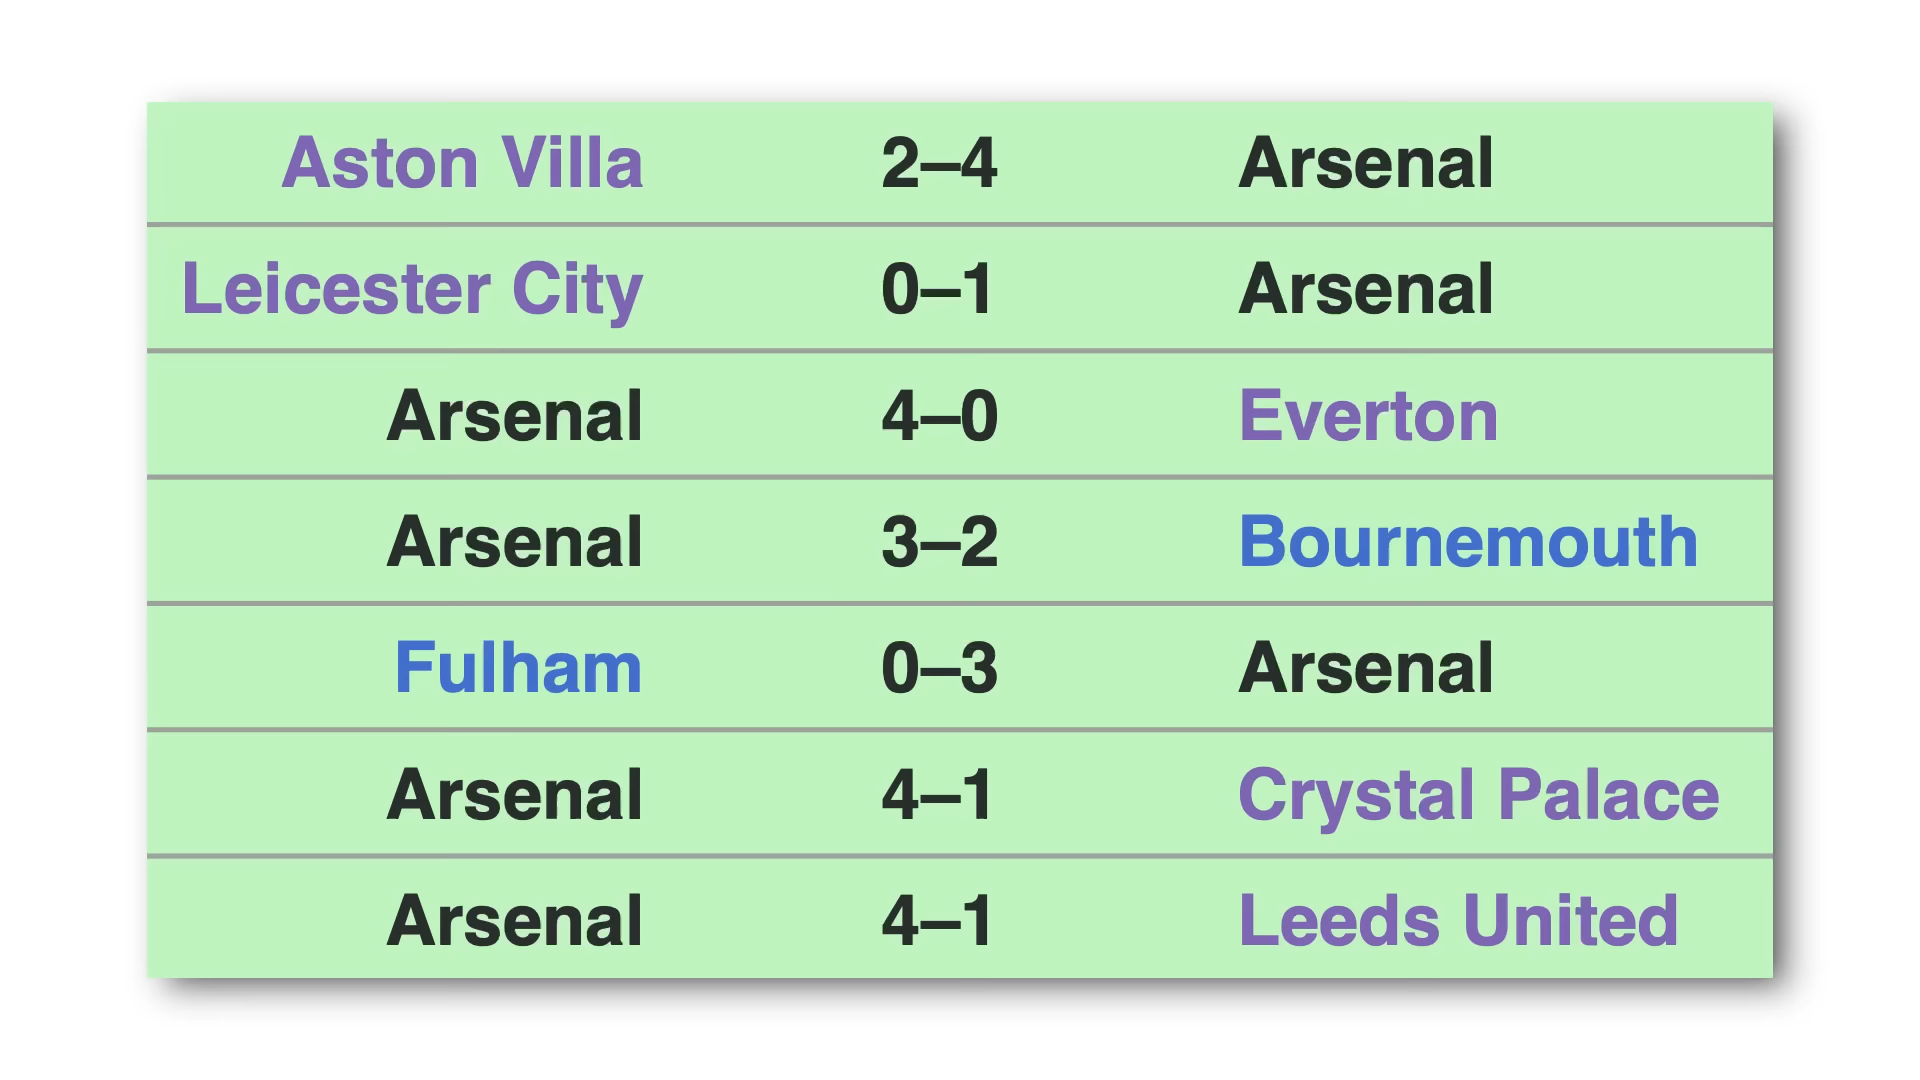 Aston Villa 2–4 Arsenal
Leicester City 0–1 Arsenal
Arsenal 4–0 Everton
Arsenal 3–2 Bournemouth
Fulham 0–3 Arsenal
Arsenal 4–1 Crystal Palace
Arsenal 4–1 Leeds United